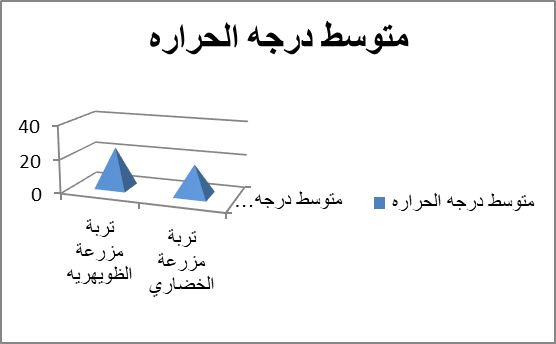 متوسط درجه الحراره
40
20
0
متوسط درجه...
متوسط درجه الحراره
تربة
مزرعة
الظويهريه
تربة
مزرعة
الخضاري